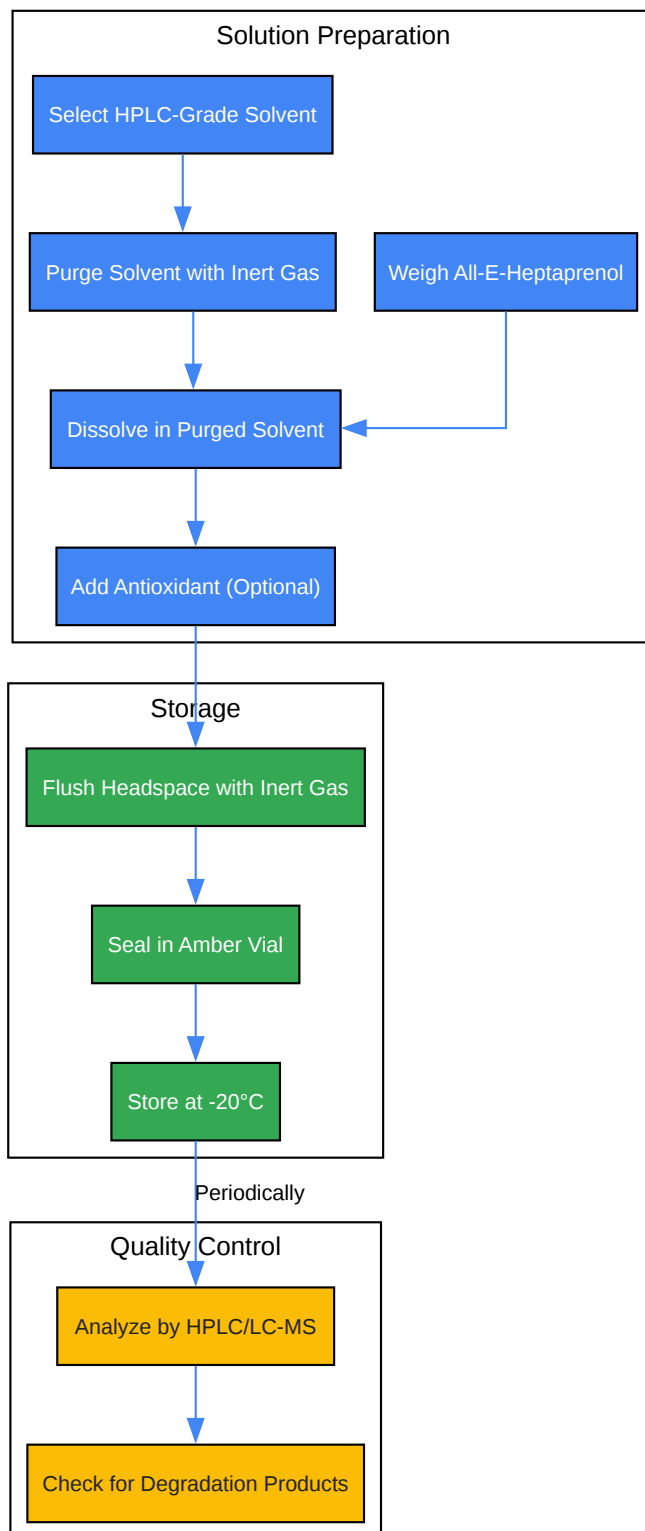 Solution Preparation
Select HPLC-Grade Solvent
Purge Solvent with Inert Gas
Weigh All-E-Heptaprenol
Dissolve in Purged Solvent
Add Antioxidant (Optional)
Storage
Flush Headspace with Inert Gas
Seal in Amber Vial
Store at -20°C
Periodically
Quality Control
Analyze by HPLC/LC-MS
Check for Degradation Products